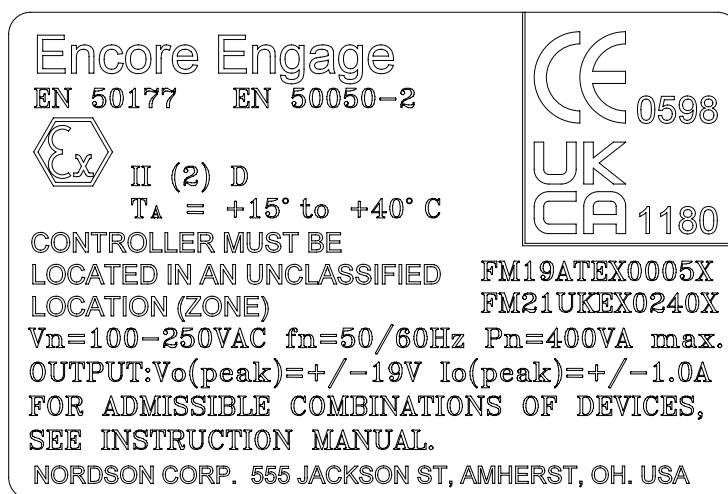 Encore Engage
EN 50177 EN 50050-2
CE 0598
Ex
II (2) D
TA = +15° to +40° C
UK
CA 1180
CONTROLLER MUST BE
LOCATED IN AN UNCLASSIFIED
LOCATION (ZONE)
FM19ATEX0005X
FM21UKEX0240X
Vn=100-250VAC fn=50/60Hz Pn=400VA max.
OUTPUT:Vo(peak)=+/-19V Io(peak)=+/-1.0A
FOR ADMISSIBLE COMBINATIONS OF DEVICES,
SEE INSTRUCTION MANUAL.
NORDSON CORP. 555 JACKSON ST, AMHERST, OH. USA